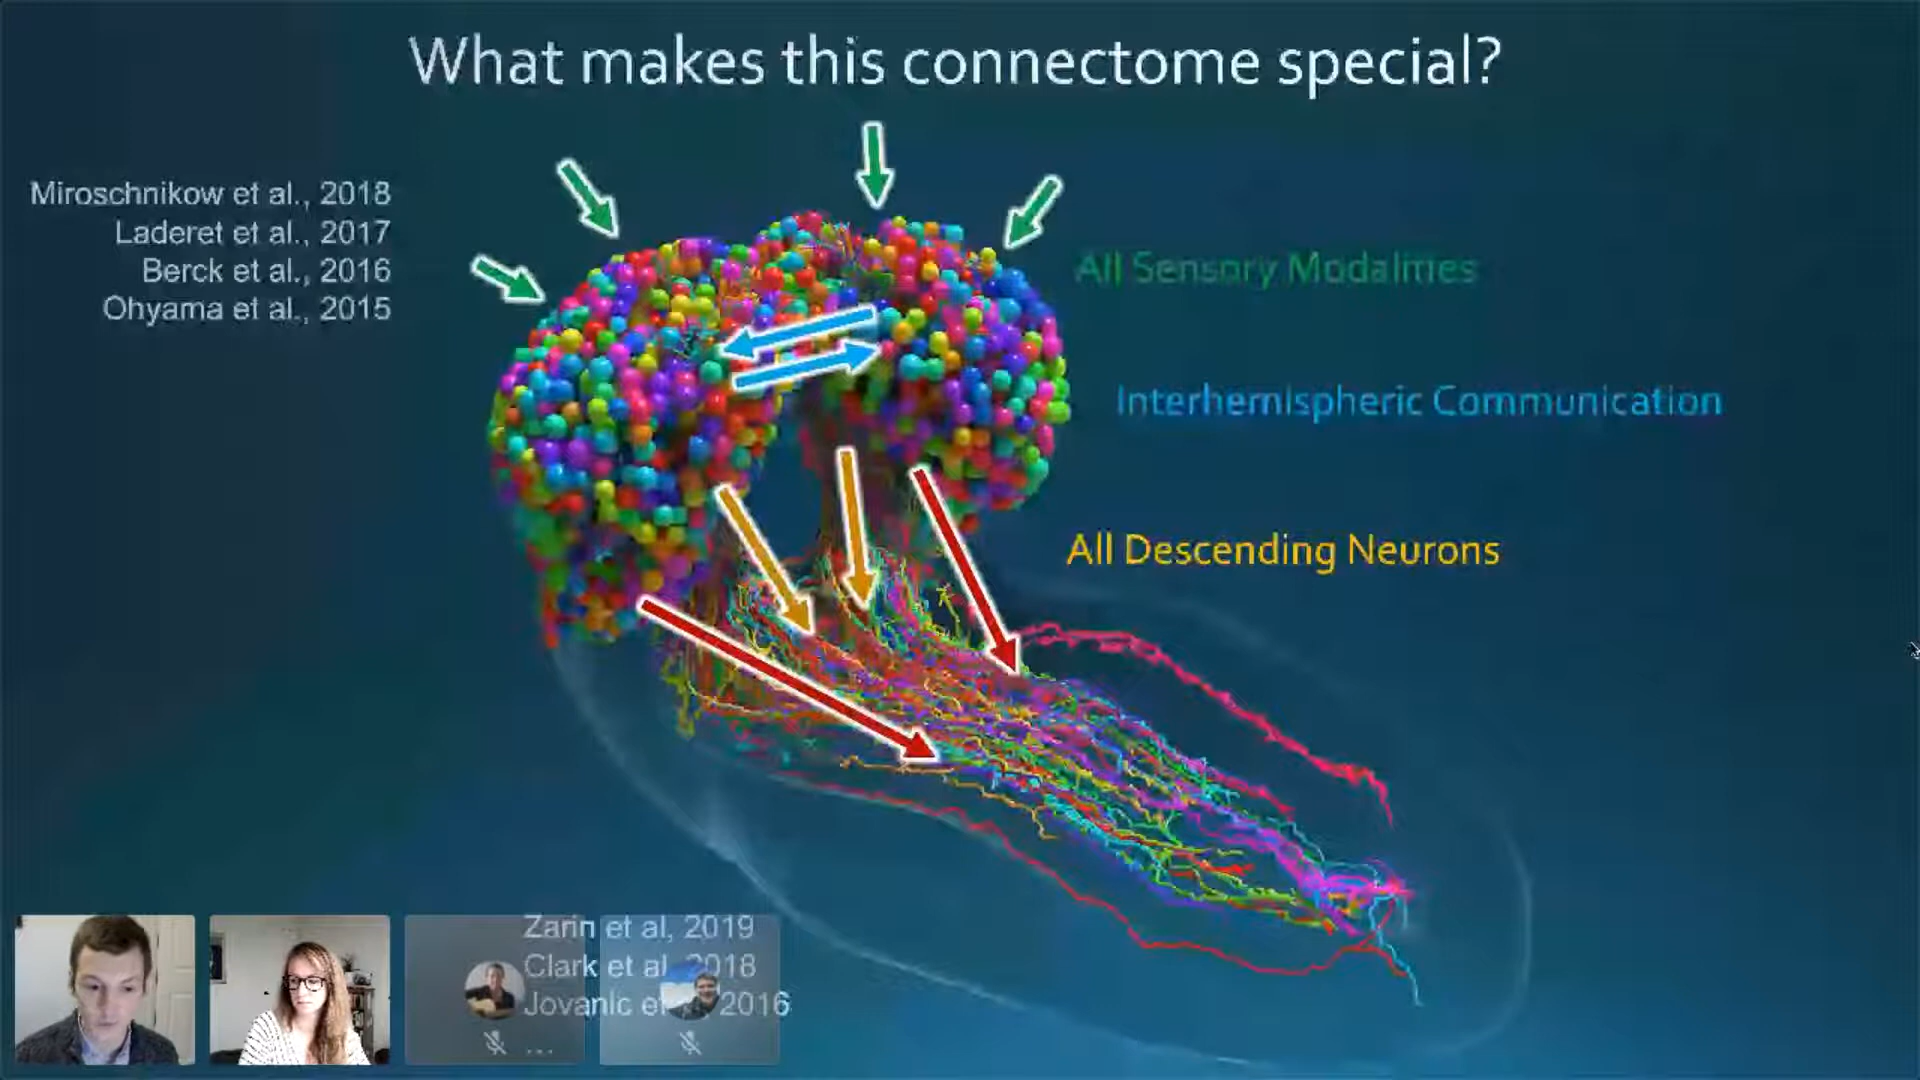 What makes this connectome special?
Miroschnikow et al., 2018
Laderet et al., 2017
Berck et al., 2016
Ohyama et al., 2015
All Sensory Modalities
Interhemispheric Communication
All Descending Neurons
Zarin et al, 2019
Clark et al 2018
Jovanic et 2016